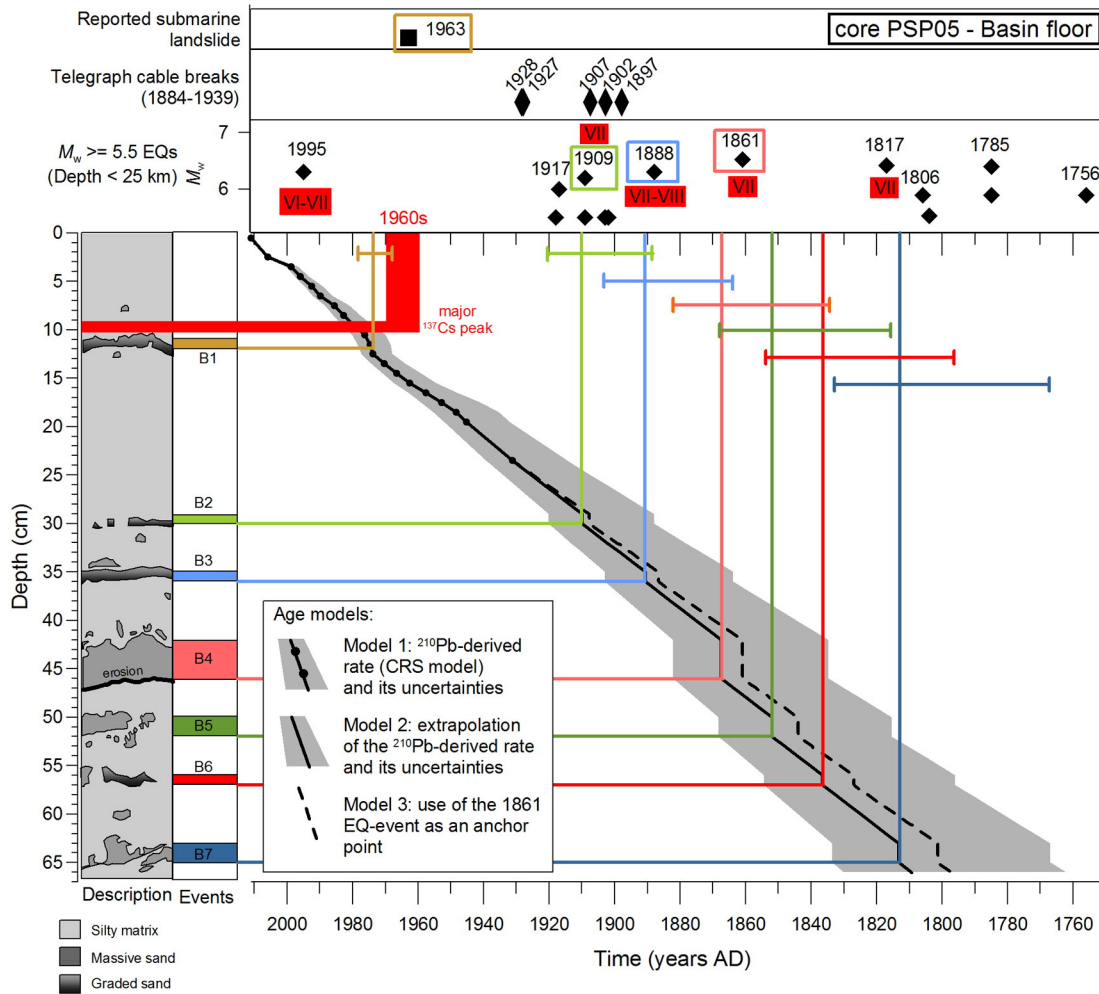 Reported submarine
landslide
1963
core PSP05 - Basin floor
Telegraph cable breaks
(1884-1939)
1928
1927
1907
1902
1897
Mw >= 5.5 EQs
(Depth < 25 km)
Mw
7
6
1995
VI-VII
1917
VII
1909
1888
VII-VIII
1861
VII
1817
VII
1806
1785
1756
1960s
major
¹³⁷Cs peak
Depth (cm)
0
5
10
15
20
25
30
35
40
45
50
55
60
65
B1
B2
B3
B4
B5
B6
B7
erosion
Age models:
Model 1: ²¹⁰Pb-derived
rate (CRS model)
and its uncertainties
Model 2: extrapolation
of the ²¹⁰Pb-derived rate
and its uncertainties
Model 3: use of the 1861
EQ-event as an anchor
point
Description
Events
2000
1980
1960
1940
1920
1900
1880
1860
1840
1820
1800
1780
1760
Time (years AD)
Silty matrix
Massive sand
Graded sand